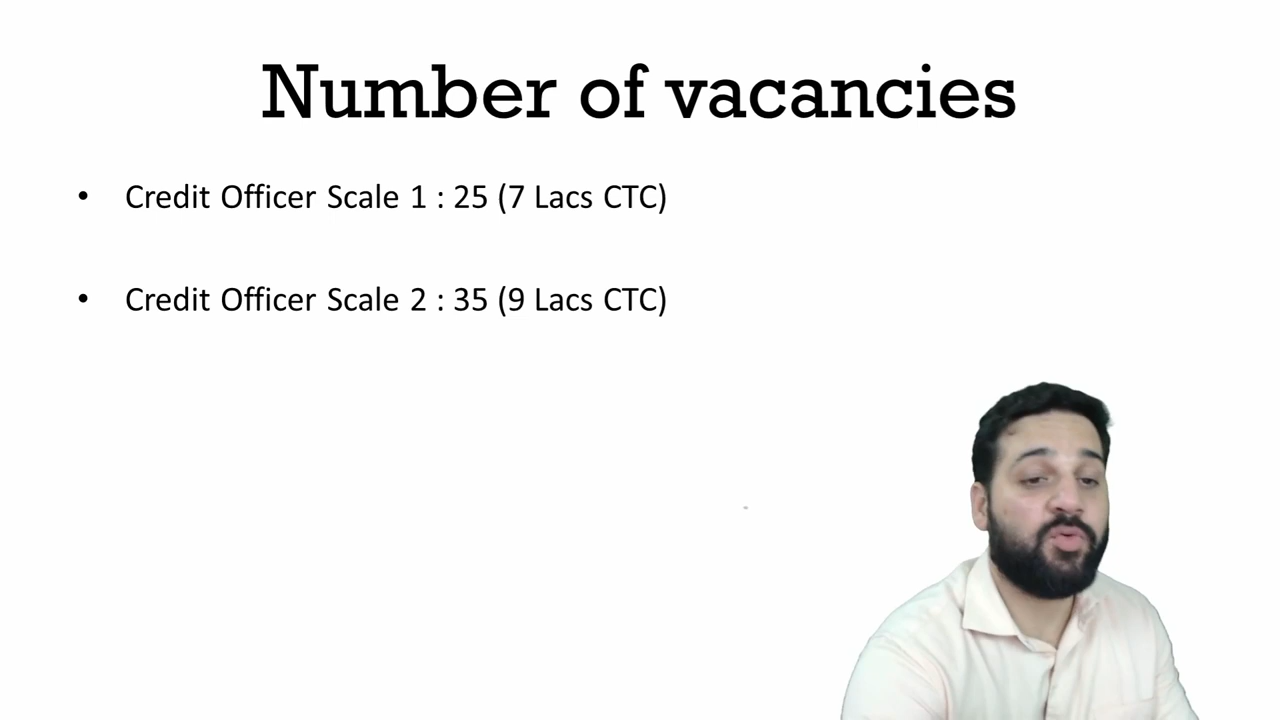 Number of vacancies
• Credit Officer Scale 1 : 25 (7 Lacs CTC)
• Credit Officer Scale 2 : 35 (9 Lacs CTC)